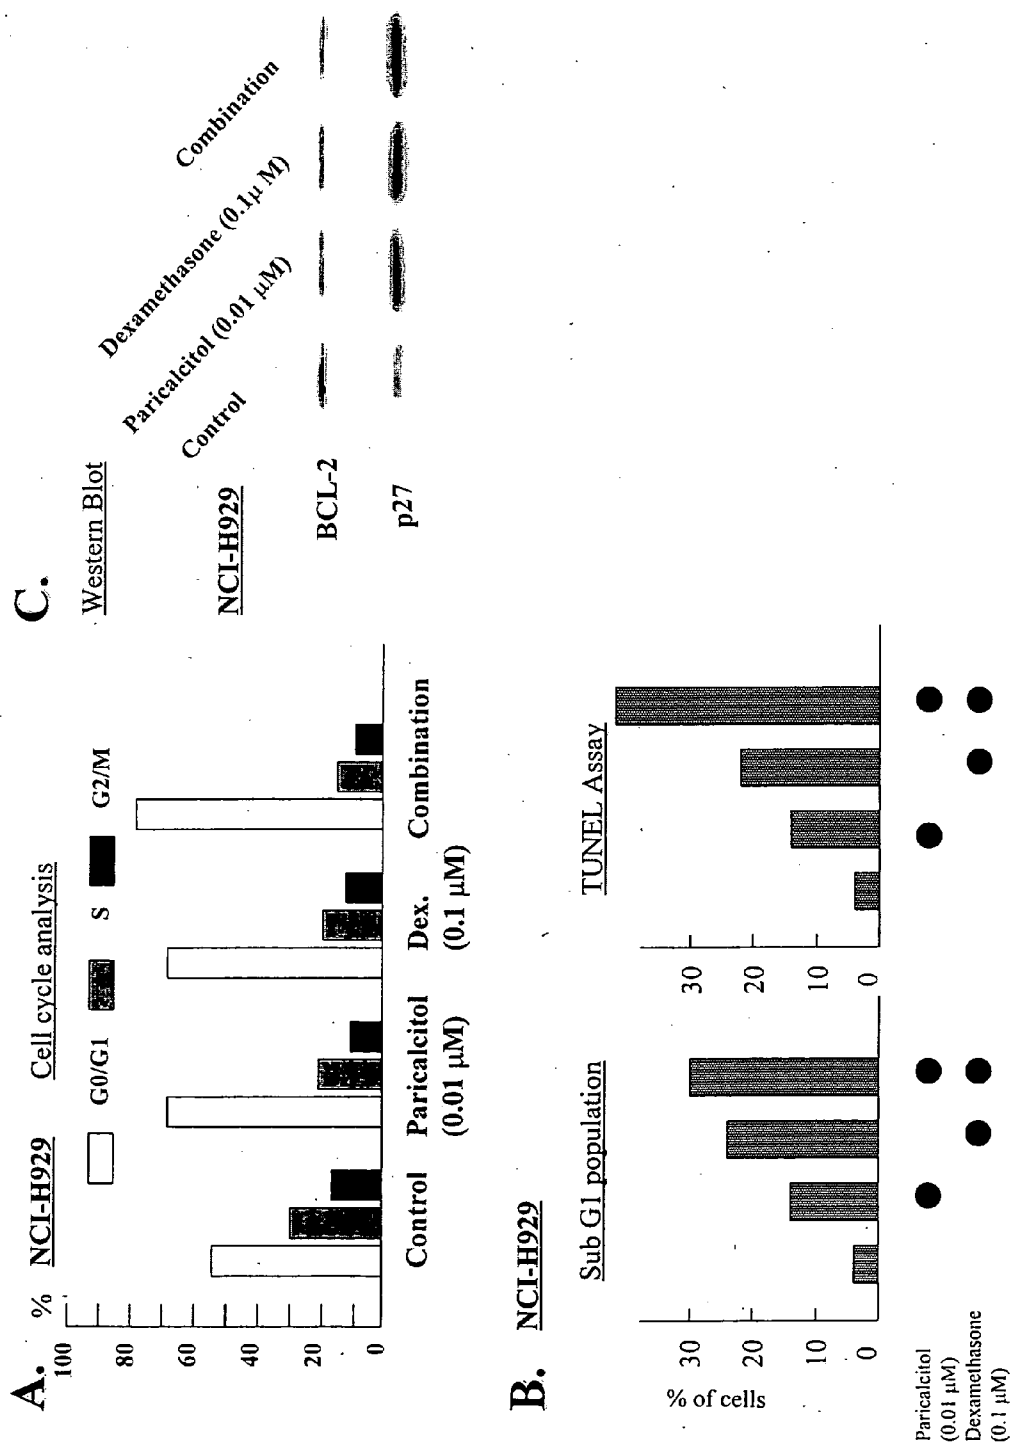 A.
% NCI-H929 Cell cycle analysis
G0/G1 S G2/M
100
80
60
40
20
0
Control Paricalcitol Dex. Combination
(0.01 μM) (0.1 μM)
B. NCI-H929
Sub G1 population TUNEL Assay
% of cells
30
20
10
0
30
20
10
0
Paricalcitol
(0.01 μM)
Dexamethasone
(0.1 μM)
C.
Western Blot
NCI-H929
Control
Paricalcitol (0.01 μM)
Dexamethasone (0.1μ M)
Combination
BCL-2
p27